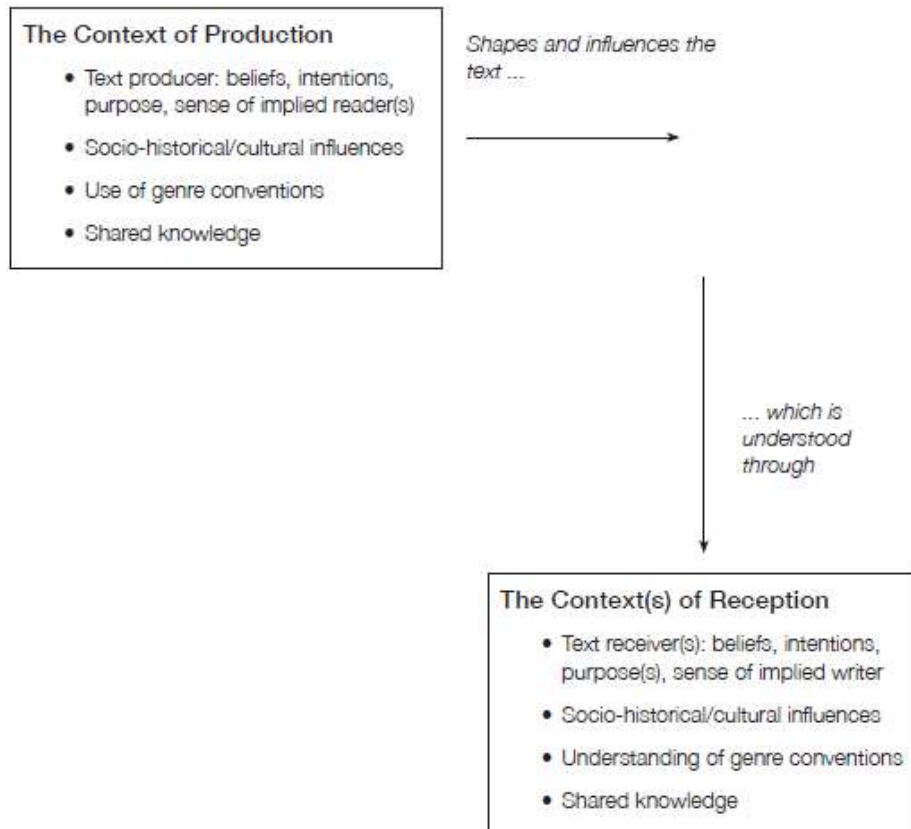 The Context of Production
• Text producer: beliefs, intentions,
purpose, sense of implied reader(s)
• Socio-historical/cultural influences
• Use of genre conventions
• Shared knowledge
Shapes and influences the
text ...
... which is
understood
through
The Context(s) of Reception
• Text receiver(s): beliefs, intentions,
purpose(s), sense of implied writer
• Socio-historical/cultural influences
• Understanding of genre conventions
• Shared knowledge